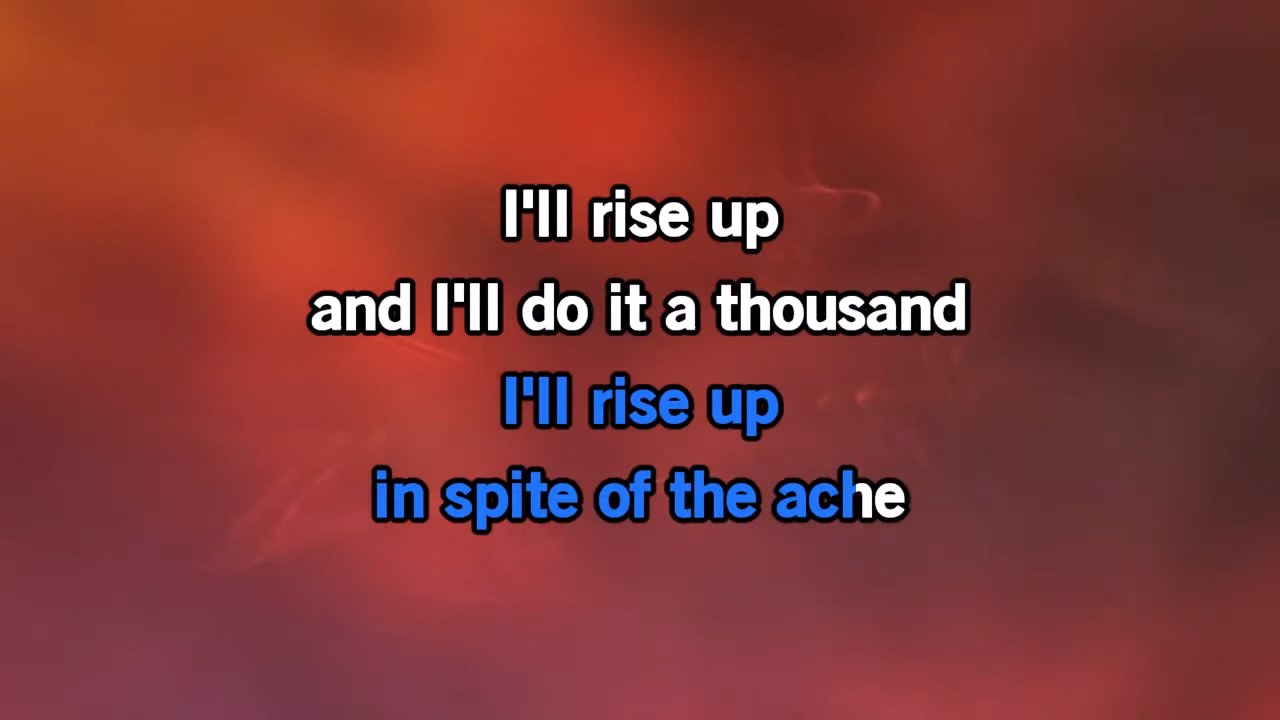 I'll rise up
and I'll do it a thousand
I'll rise up
in spite of the ache